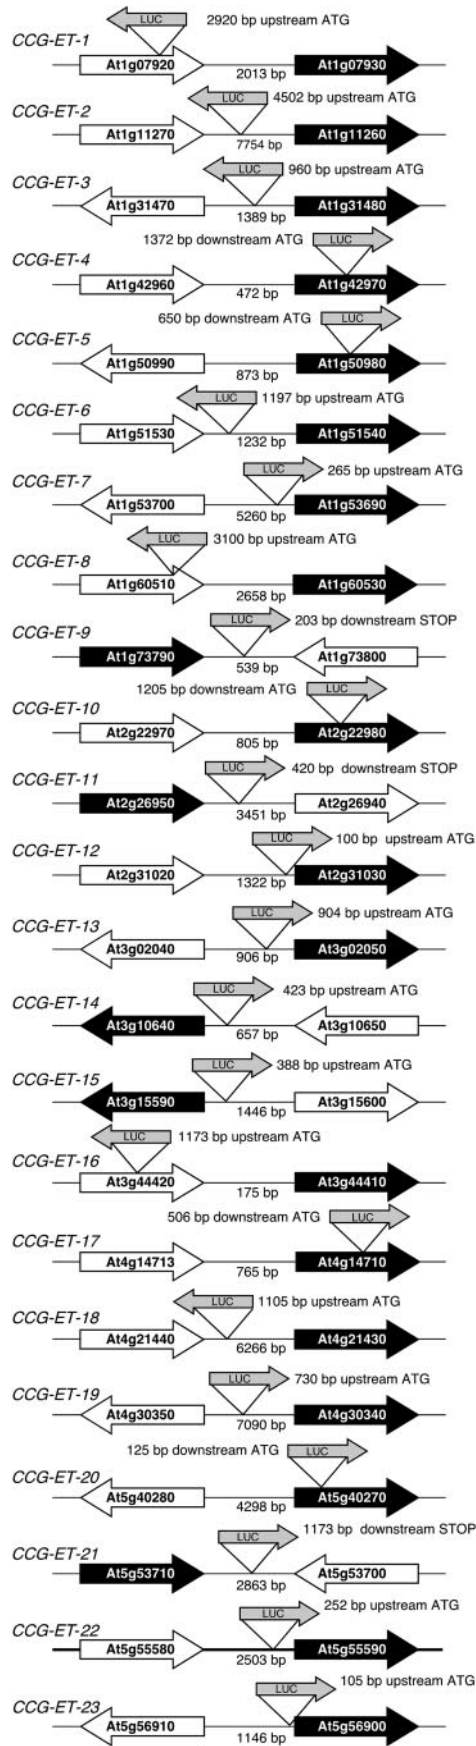 LUC 2920 bp upstream ATG
CCG-ET-1
At1g07920 At1g07930
2013 bp
LUC 4502 bp upstream ATG
CCG-ET-2
At1g11270 At1g11260
7754 bp
LUC 960 bp upstream ATG
CCG-ET-3
At1g31470 At1g31480
1389 bp
1372 bp downstream ATG LUC
CCG-ET-4
At1g42960 At1g42970
472 bp
650 bp downstream ATG LUC
CCG-ET-5
At1g50990 At1g50980
873 bp
LUC 1197 bp upstream ATG
CCG-ET-6
At1g51530 At1g51540
1232 bp
LUC 265 bp upstream ATG
CCG-ET-7
At1g53700 At1g53690
5260 bp
LUC 3100 bp upstream ATG
CCG-ET-8
At1g60510 At1g60530
2658 bp
LUC 203 bp downstream STOP
CCG-ET-9
At1g73790 At1g73800
539 bp
1205 bp downstream ATG LUC
CCG-ET-10
At2g22970 At2g22980
805 bp
LUC 420 bp downstream STOP
CCG-ET-11
At2g26950 At2g26940
3451 bp
LUC 100 bp upstream ATG
CCG-ET-12
At2g31020 At2g31030
1322 bp
LUC 904 bp upstream ATG
CCG-ET-13
At3g02040 At3g02050
906 bp
LUC 423 bp upstream ATG
CCG-ET-14
At3g10640 At3g10650
657 bp
LUC 388 bp upstream ATG
CCG-ET-15
At3g15590 At3g15600
1446 bp
LUC 1173 bp upstream ATG
CCG-ET-16
At3g44420 At3g44410
175 bp
506 bp downstream ATG LUC
CCG-ET-17
At4g14713 At4g14710
765 bp
LUC 1105 bp upstream ATG
CCG-ET-18
At4g21440 At4g21430
6266 bp
LUC 730 bp upstream ATG
CCG-ET-19
At4g30350 At4g30340
7090 bp
125 bp downstream ATG LUC
CCG-ET-20
At5g40280 At5g40270
4298 bp
LUC 1173 bp downstream STOP
CCG-ET-21
At5g53710 At5g53700
2863 bp
LUC 252 bp upstream ATG
CCG-ET-22
At5g55580 At5g55590
2503 bp
LUC 105 bp upstream ATG
CCG-ET-23
At5g56910 At5g56900
1146 bp